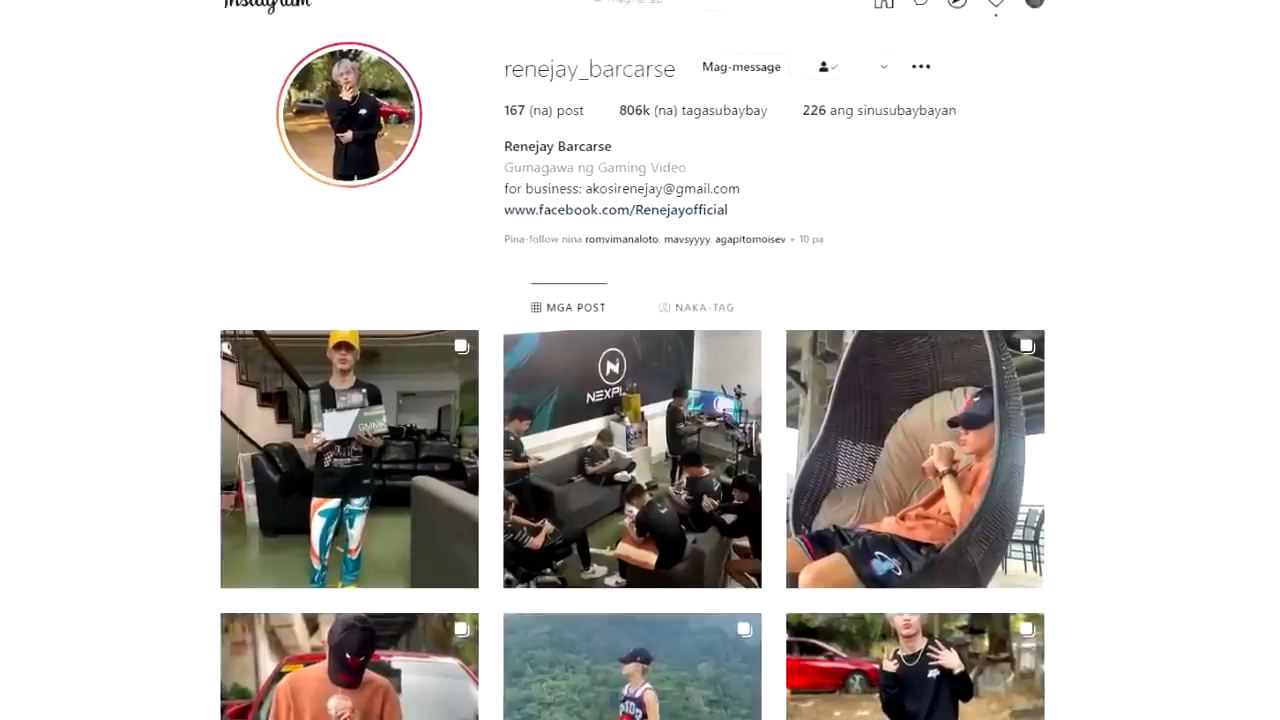 Instagram
renejay_barcarse Mag-message
167 (na) post 806k (na) tagasubaybay 226 ang sinusubaybayan
Renejay Barcarse
Gumagawa ng Gaming Video
for business: akosirenejay@gmail.com
www.facebook.com/Renejayofficial
Pina-follow nina romvimanaloto, mavsyyyy, agapitomoisev + 10 pa
MGA POST NAKA-TAG
GMMK
NEXPL